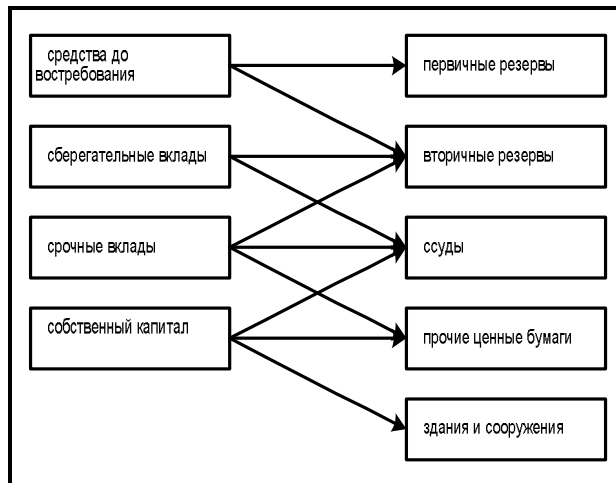 средства до
востребования
первичные резервы
сберегательные вклады
вторичные резервы
срочные вклады
ссуды
собственный капитал
прочие ценные бумаги
здания и сооружения